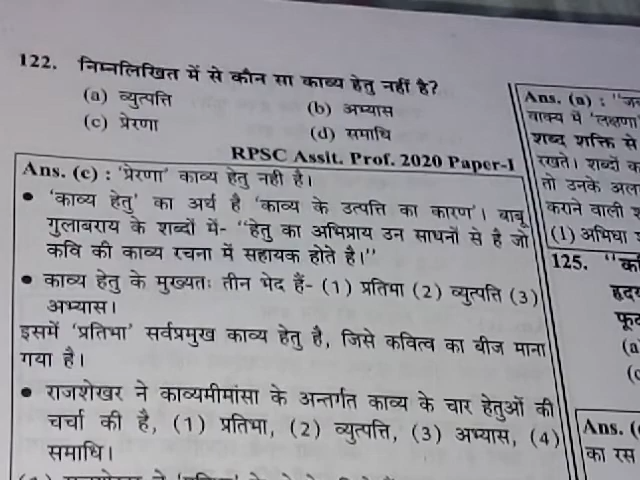 122. निम्नलिखित में से कौन सा काव्य हेतु नहीं है?
(a) व्युत्पत्ति
(b) अभ्यास
(c) प्रेरणा
(d) समाधि
RPSC Assit. Prof. 2020 Paper-I
Ans. (c) : 'प्रेरणा' काव्य हेतु नही है।
• 'काव्य हेतु' का अर्थ है 'काव्य के उत्पत्ति का कारण'। बाबू
गुलाबराय के शब्दों में- "हेतु का अभिप्राय उन साधनों से है जो
कवि की काव्य रचना में सहायक होते है।"
• काव्य हेतु के मुख्यतः तीन भेद हैं- (1) प्रतिभा (2) व्युत्पत्ति (3)
अभ्यास।
इसमें 'प्रतिभा' सर्वप्रमुख काव्य हेतु है, जिसे कवित्व का बीज माना
गया है।
• राजशेखर ने काव्यमीमांसा के अन्तर्गत काव्य के चार हेतुओं की
चर्चा की है, (1) प्रतिभा, (2) व्युत्पत्ति, (3) अभ्यास, (4)
समाधि।
Ans. (a) :
वाक्य में 'लक्षणा'
शब्द शक्ति से
रखते। शब्दों
तो उनके
कराने वाली
(1) अभिधा
125.
(a)
Ans.
का रस